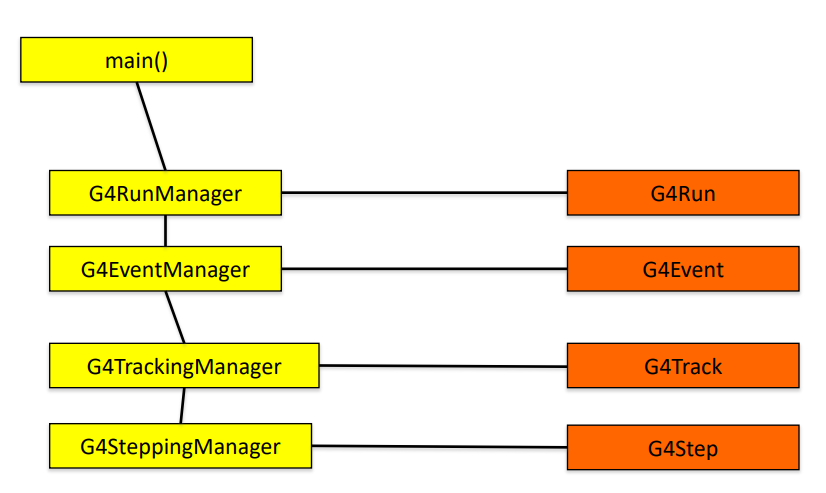 main()
G4RunManager
G4Run
G4EventManager
G4Event
G4TrackingManager
G4Track
G4SteppingManager
G4Step